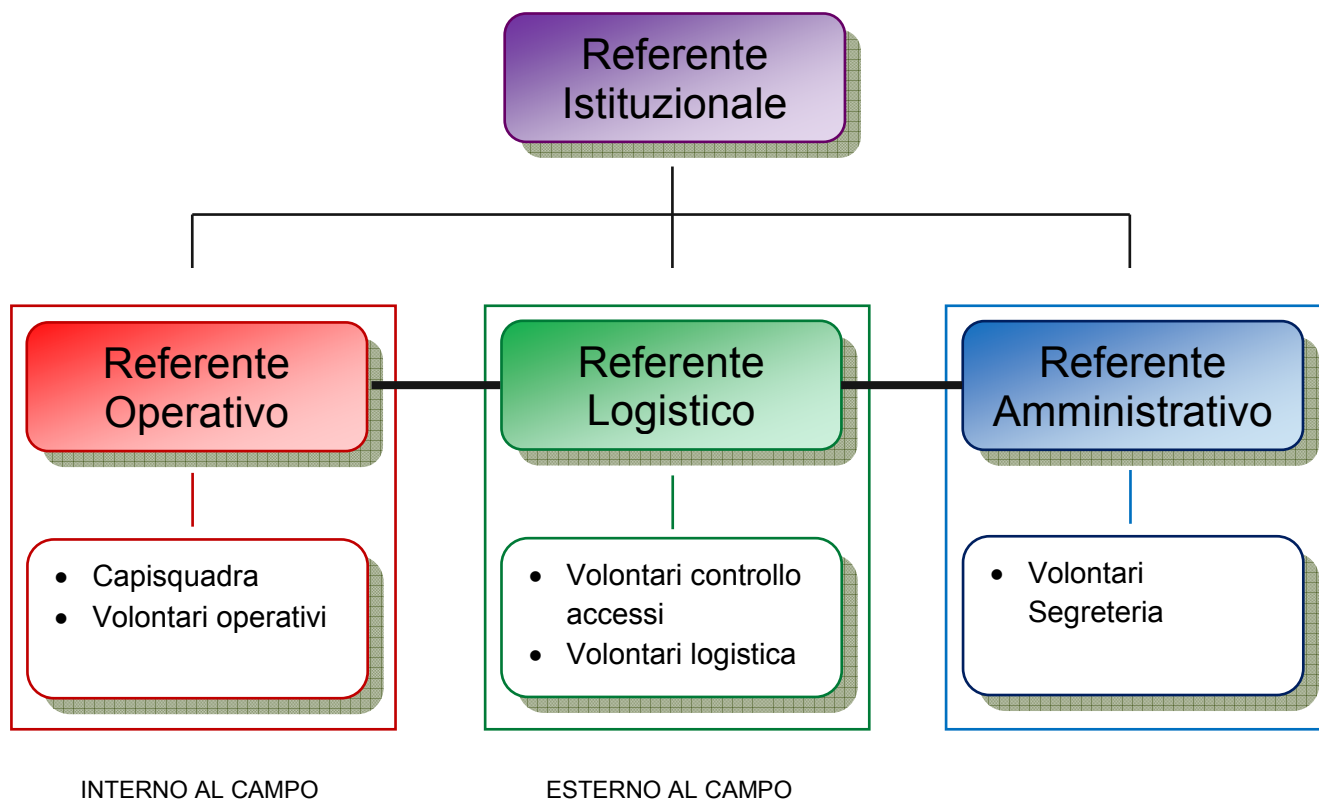 Referente
Istituzionale
Referente
Operativo
Referente
Logistico
Referente
Amministrativo
• Capisquadra
• Volontari operativi
• Volontari controllo
accessi
• Volontari logistica
• Volontari
Segreteria
INTERNO AL CAMPO
ESTERNO AL CAMPO